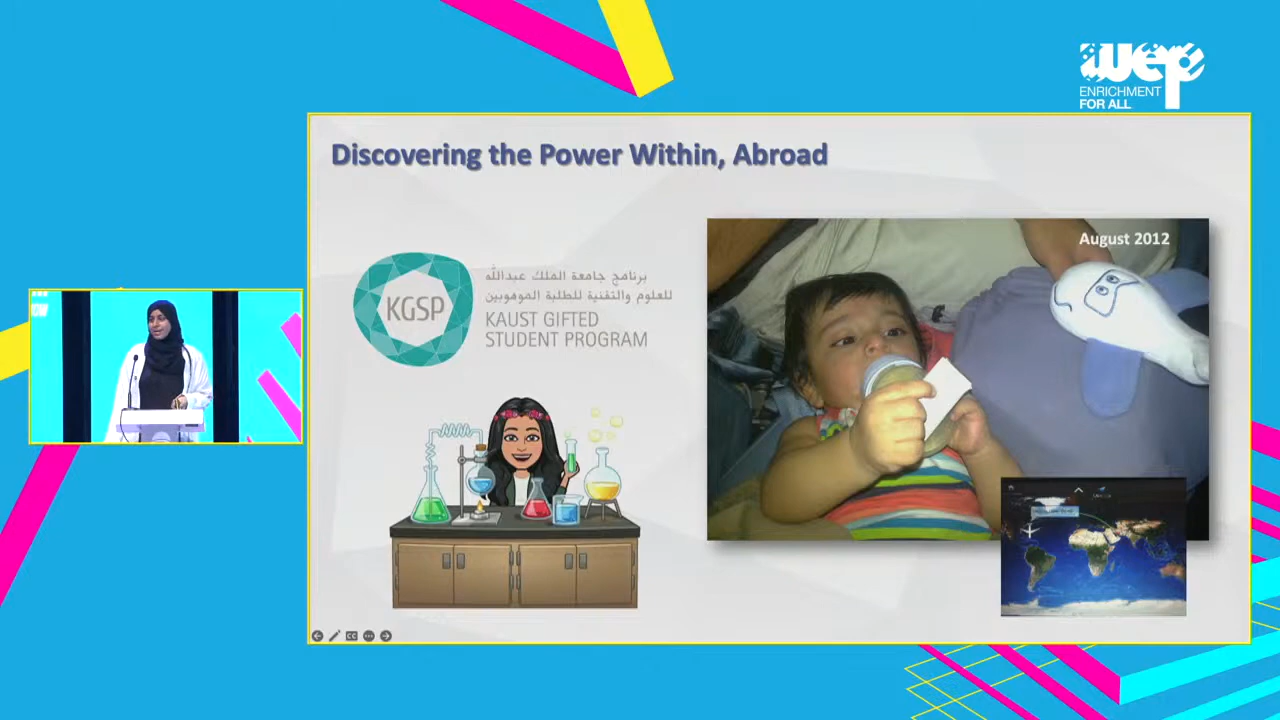 wep
ENRICHMENT
FOR ALL
Discovering the Power Within, Abroad
August 2012
KGSP
برنامج جامعة الملك عبدالله
للعلوم والتقنية للطلبة الموهوبين
KAUST GIFTED
STUDENT PROGRAM
CC